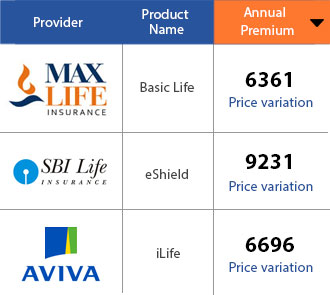 Provider
Product
Name
Annual
Premium
MAX
LIFE
INSURANCE
Basic Life
6361
Price variation
SBI Life
INSURANCE
eShield
9231
Price variation
AVIVA
iLife
6696
Price variation